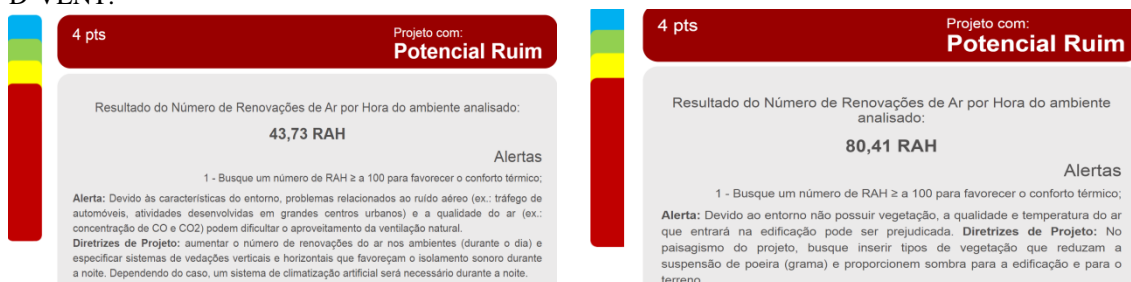 D-VENT.
4 pts
Projeto com:
Potencial Ruim
Resultado do Número de Renovações de Ar por Hora do ambiente analisado:
43,73 RAH
Alertas
1 - Busque um número de RAH ≥ a 100 para favorecer o conforto térmico;
Alerta: Devido às características do entorno, problemas relacionados ao ruído aéreo (ex.: tráfego de
automóveis, atividades desenvolvidas em grandes centros urbanos) e a qualidade do ar (ex.:
concentração de CO e CO2) podem dificultar o aproveitamento da ventilação natural.
Diretrizes de Projeto: aumentar o número de renovações do ar nos ambientes (durante o dia) e
especificar sistemas de vedações verticais e horizontais que favoreçam o isolamento sonoro durante
a noite. Dependendo do caso, um sistema de climatização artificial será necessário durante a noite.
4 pts
Projeto com:
Potencial Ruim
Resultado do Número de Renovações de Ar por Hora do ambiente
analisado:
80,41 RAH
Alertas
1 - Busque um número de RAH ≥ a 100 para favorecer o conforto térmico;
Alerta: Devido ao entorno não possuir vegetação, a qualidade e temperatura do ar
que entrará na edificação pode ser prejudicada. Diretrizes de Projeto: No
paisagismo do projeto, busque inserir tipos de vegetação que reduzam a
suspensão de poeira (grama) e proporcionem sombra para a edificação e para o
terreno